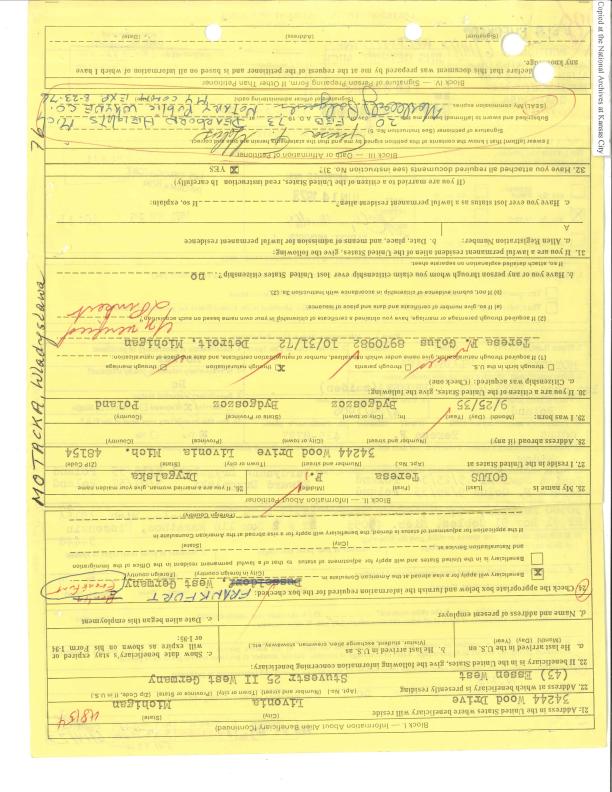 Copied at the National Archives at Kansas City
Block I. Information About Beneficiary Alien (Continued)
21. Address in the United States where beneficiary will reside (City) (State)
34244 Wood Drive Livonia Michigan 48154
22. Address at which beneficiary is presently residing (Apt. No.) (Number and street) (Town or city) (Province or State) (Zip Code, if in U.S.)
Stuvestr 25 II West Germany
(43) Essen West
22. If beneficiary is in the United States, give the following information concerning beneficiary:
a. He last arrived in the U.S. on (Month) (Day) (Year)
b. He last arrived in U.S. as (Visitor, student, exchange alien, crewman, stowaway, etc.)
c. Show date beneficiary's stay expired or will expire as shown on his Form I-94 or I-95:
d. Name and address of present employer
e. Date alien began this employment
24. Check the appropriate box below and furnish the information required for the box checked:
FRANKFURT
Frankfurt
X Beneficiary will apply for a visa abroad at the American Consulate in , West Germany
(City in foreign country) (Foreign country)
Beneficiary is in the United States and will apply for adjustment of status to that of a lawful permanent resident in the Office of the Immigration
and Naturalization Service at
(City) (State)
If the application for adjustment of status is denied, the beneficiary will apply for a visa abroad at the American Consulate in
(Foreign Country)
Block II. Information About Petitioner
25. My name is (Last) (First) (Middle) 26. If you are a married woman, give your maiden name
GOIUS Teresa P. Drygalska
27. I reside in the United States at (Apt. No.) (Number and street) (Town or city) (State) (ZIP Code)
34244 Wood Drive Livonia Mich. 48154
28. Address abroad (if any) (Number and street) (City or town) (Province) (Country)
29. I was born: (Month) (Day) (Year) In: (City or town) (State or Province) (Country)
9/25/35 Bydgoszcz Bydgoszcz Poland
30. If you are a citizen of the United States, give the following:
a. Citizenship was acquired: (Check one)
through birth in the U.S. through parents X through naturalization through marriage
(1) If acquired through naturalization, give name under which naturalized, number of naturalization certificate and date and place of naturalization.
Teresa P. Goius 8970982 10/31/72 Detroit, Michigan
(2) If acquired through parentage or marriage, have you obtained a certificate of citizenship in your own name based on such acquisition?
(a) If so, give number of certificate and date and place of issuance:
(b) If not, submit evidence of citizenship in accordance with instruction 3a (2).
b. Have you or any person through whom you claim citizenship ever lost United States citizenship? no
If so, attach detailed explanation on separate sheet.
31. If you are a lawful permanent resident alien of the United States, give the following:
a. Alien Registration Number: b. Date, place, and means of admission for lawful permanent residence
A
c. Have you ever lost status as a lawful permanent resident alien? If so, explain:
(If you are married to a citizen of the United States, read instruction 1b carefully)
32. Have you attached all required documents (see instruction No. 3)? X YES
Block III - Oath or Affirmation of Petitioner
I swear (affirm) that I know the contents of this petition signed by me and that the statements herein are true and correct.
Signature of petitioner (See instruction No. 5)
Subscribed and sworn to (affirmed) before me
30 FEB 73 DEARBORN HEIGHTS MICH
(SEAL) My commission expires
(Signature of officer administering oath)
NOTARY PUBLIC WAYNE CO.
MY COMM EXP 8-23-76
Block IV - Signature of Person Preparing Form, If Other Than Petitioner
I declare that this document was prepared by me at the request of the petitioner and is based on all information of which I have
any knowledge.
(Signature) (Address) (Date)
MOTACKA, Wladyslawa